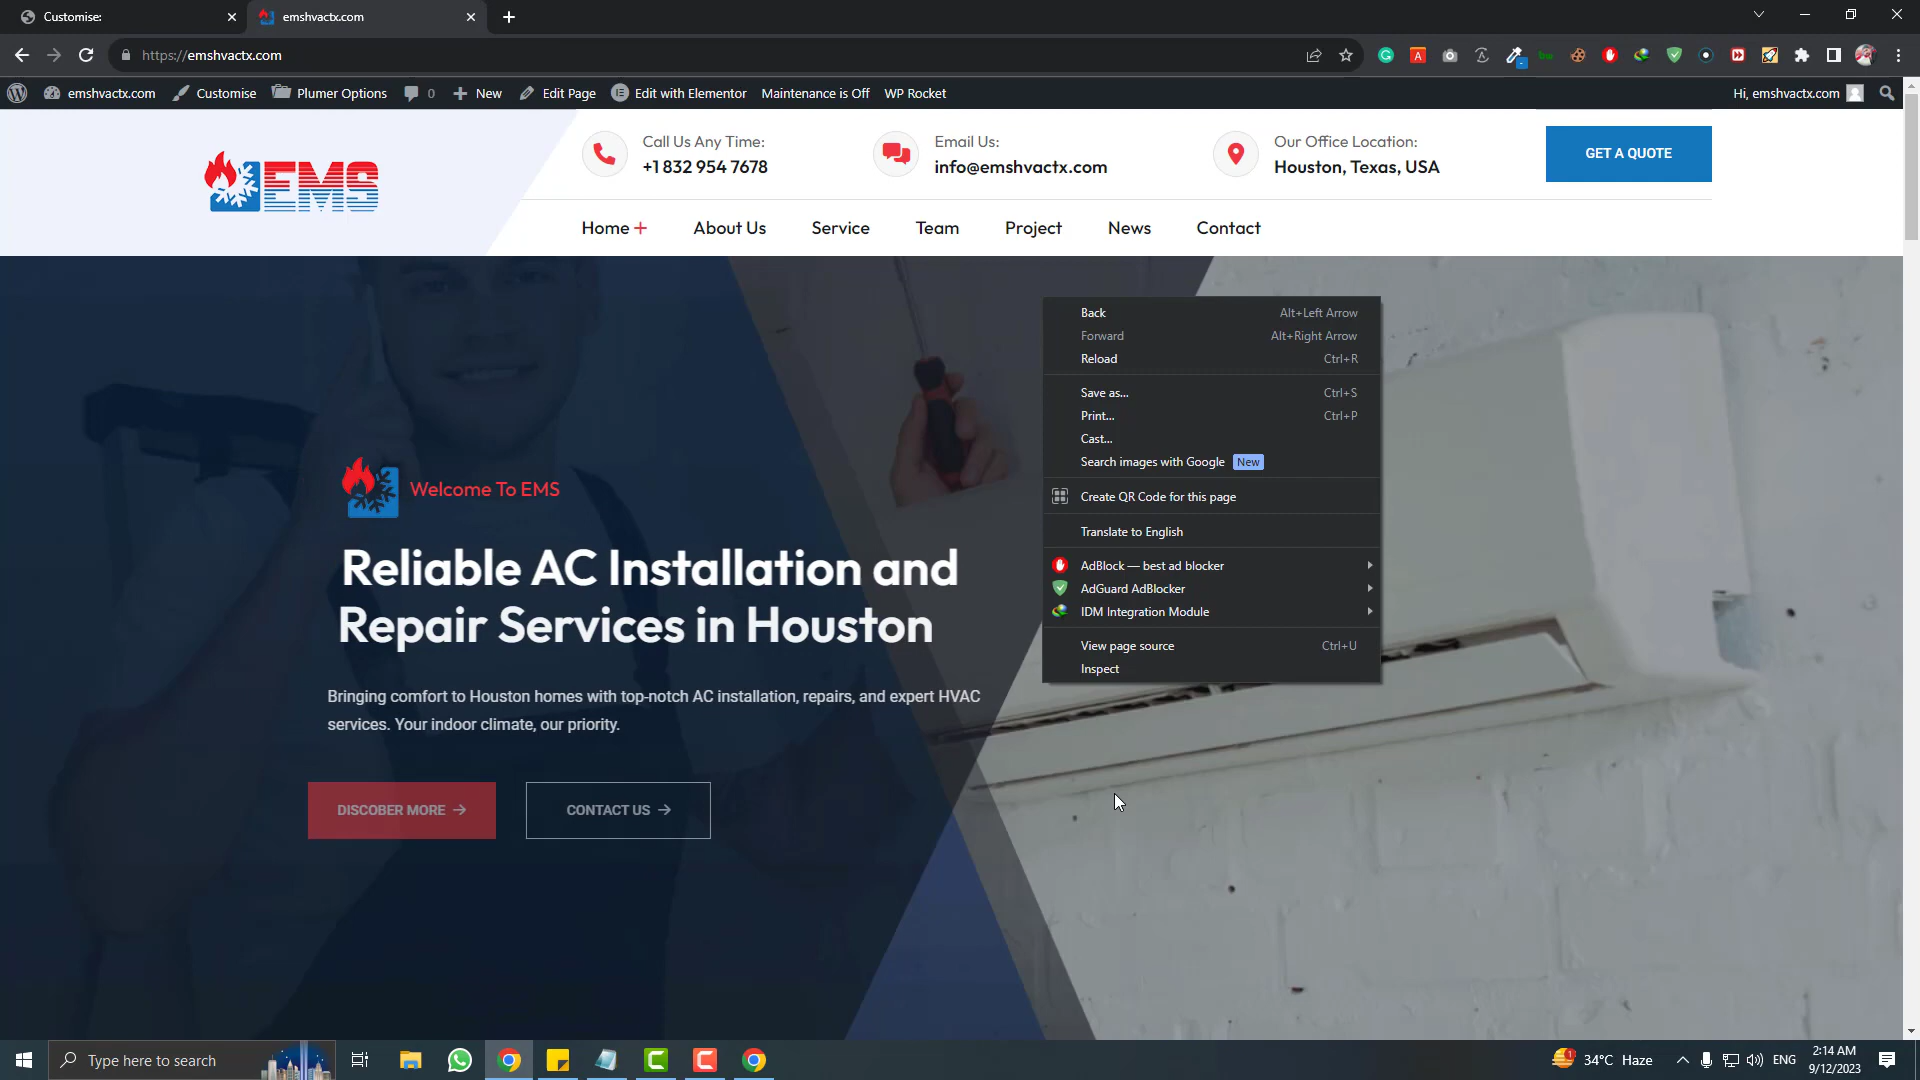 Customise:
emshvactx.com
https://emshvactx.com
emshvactx.com
Customise
Plumer Options
0
New
Edit Page
Edit with Elementor
Maintenance is Off
WP Rocket
Hi, emshvactx.com
EMS
Call Us Any Time:
+1 832 954 7678
Email Us:
info@emshvactx.com
Our Office Location:
Houston, Texas, USA
GET A QUOTE
Home +
About Us
Service
Team
Project
News
Contact
Welcome To EMS
Reliable AC Installation and
Repair Services in Houston
Bringing comfort to Houston homes with top-notch AC installation, repairs, and expert HVAC
services. Your indoor climate, our priority.
DISCOBER MORE →
CONTACT US →
Back Alt+Left Arrow
Forward Alt+Right Arrow
Reload Ctrl+R
Save as... Ctrl+S
Print... Ctrl+P
Cast...
Search images with Google New
Create QR Code for this page
Translate to English
AdBlock — best ad blocker
AdGuard AdBlocker
IDM Integration Module
View page source Ctrl+U
Inspect
Type here to search
34°C Haze
ENG
2:14 AM
9/12/2023